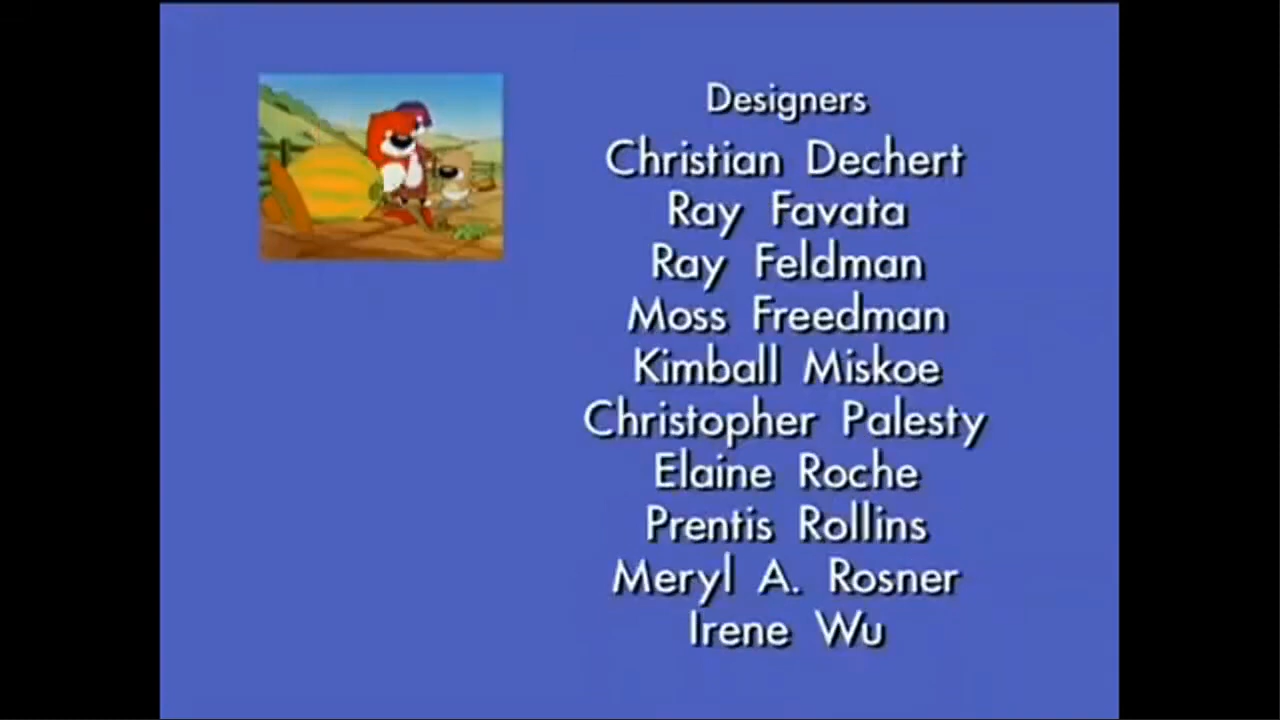 Designers
Christian Dechert
Ray Favata
Ray Feldman
Moss Freedman
Kimball Miskoe
Christopher Palesty
Elaine Roche
Prentis Rollins
Meryl A. Rosner
Irene Wu